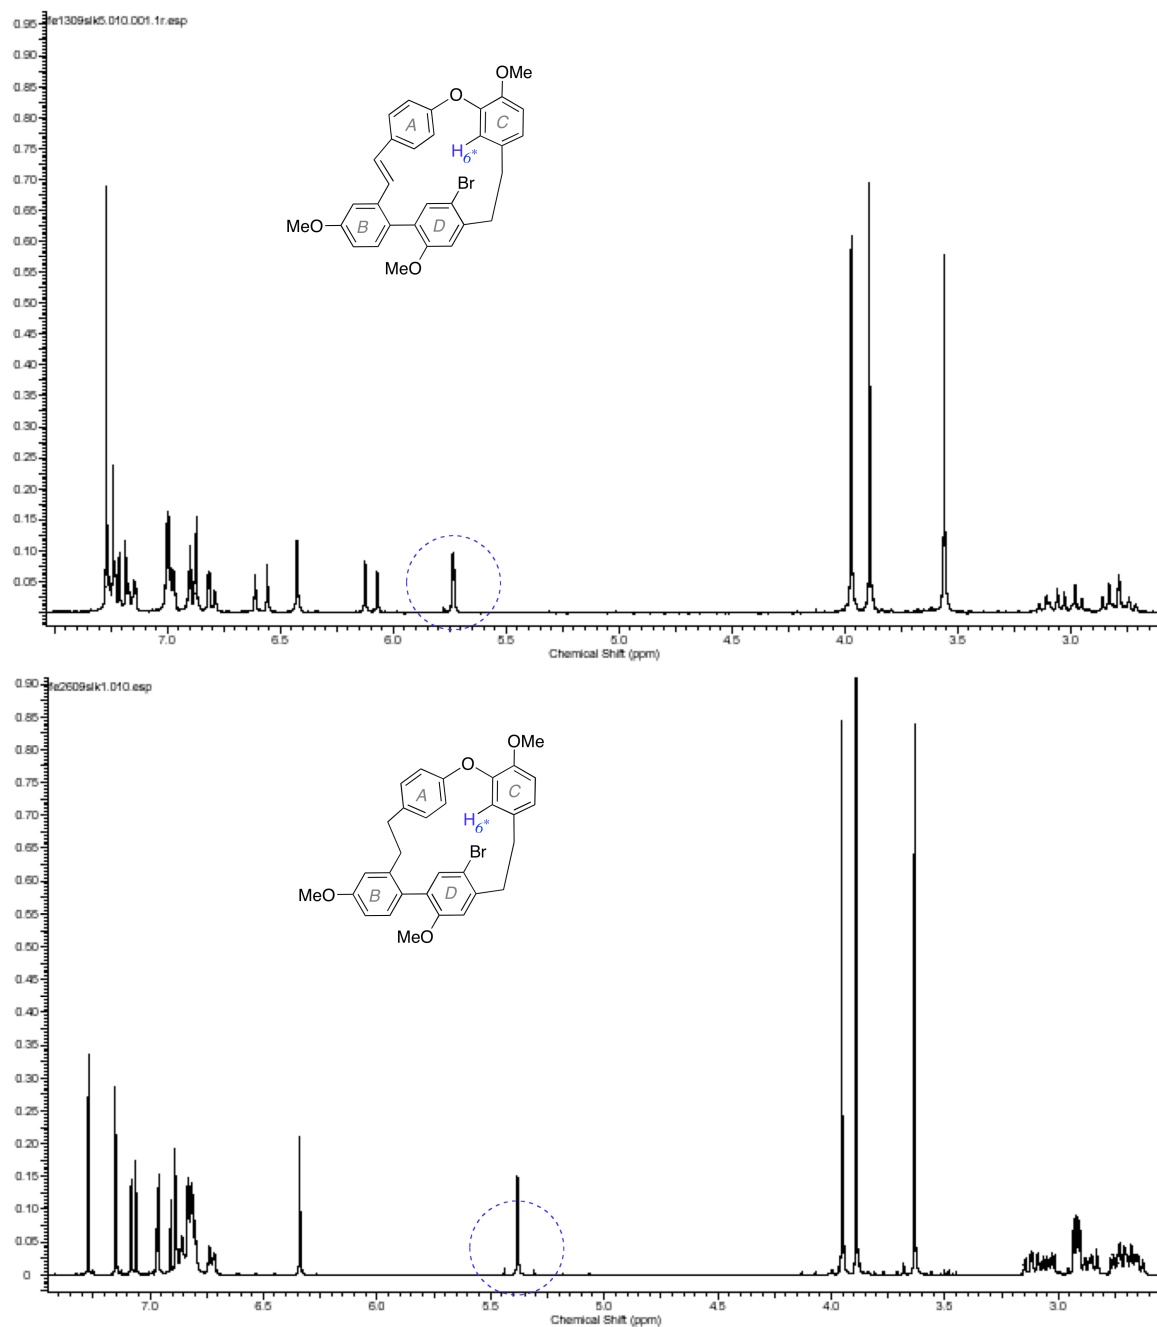 fe1309slk5.010.001.1r.esp
0.95
0.90
0.85
0.80
0.75
0.70
0.65
0.60
0.55
0.50
0.45
0.40
0.35
0.30
0.25
0.20
0.15
0.10
0.05
OMe
O
A
C
H6*
Br
MeO
B
D
MeO
7.0 6.5 6.0 5.5 5.0 4.5 4.0 3.5 3.0
Chemical Shift (ppm)
fe2609slk1.010.esp
0.90
0.85
0.80
0.75
0.70
0.65
0.60
0.55
0.50
0.45
0.40
0.35
0.30
0.25
0.20
0.15
0.10
0.05
0
OMe
O
A
C
H6*
Br
MeO
B
D
MeO
7.0 6.5 6.0 5.5 5.0 4.5 4.0 3.5 3.0
Chemical Shift (ppm)